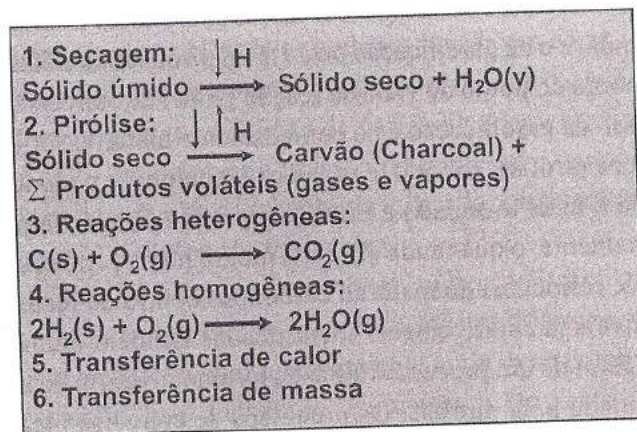 1. Secagem: ↓ H
Sólido úmido → Sólido seco + H₂O(v)
2. Pirólise: ↓ ↑ H
Sólido seco → Carvão (Charcoal) +
Σ Produtos voláteis (gases e vapores)
3. Reações heterogêneas:
C(s) + O₂(g) → CO₂(g)
4. Reações homogêneas:
2H₂(s) + O₂(g) → 2H₂O(g)
5. Transferência de calor
6. Transferência de massa